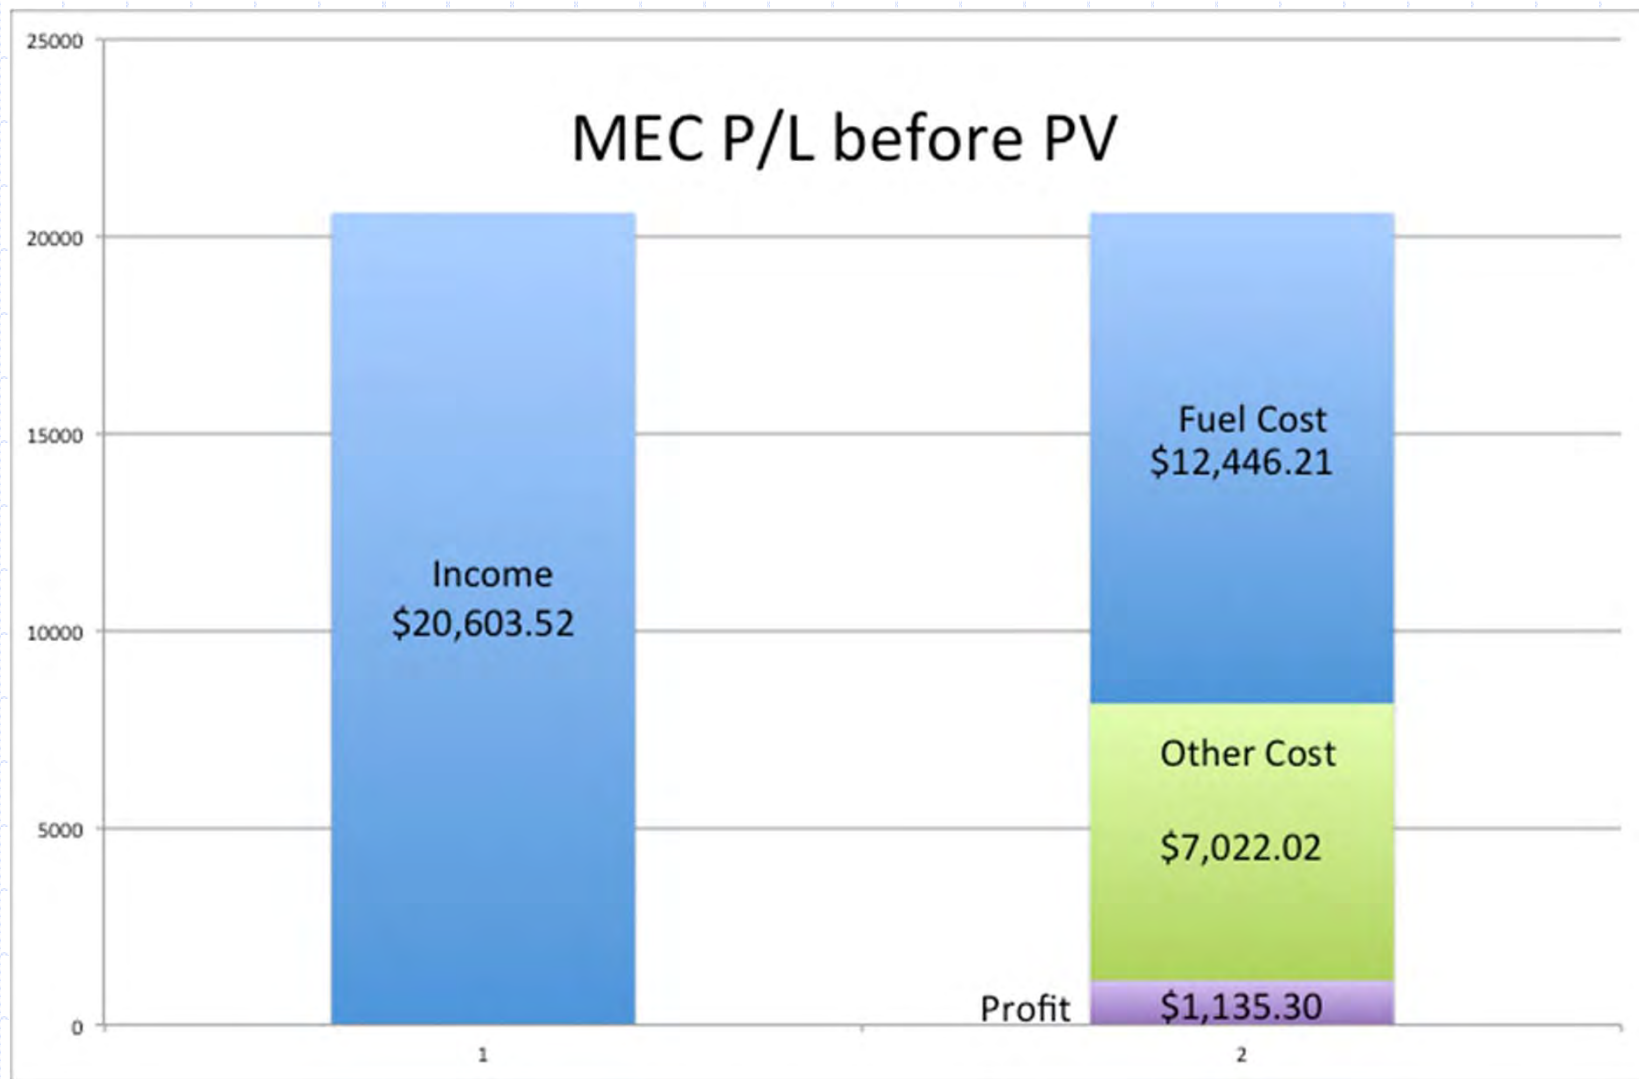 MEC P/L before PV
25000
20000
15000
10000
5000
0
Income
$20,603.52
Fuel Cost
$12,446.21
Other Cost
$7,022.02
Profit $1,135.30
1 2